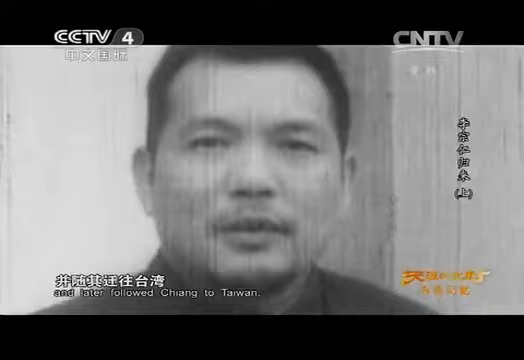 CCTV 4
中文国际
CNTV
李宗仁归来
(上)
并随其迁往台湾
and later followed Chiang to Taiwan.